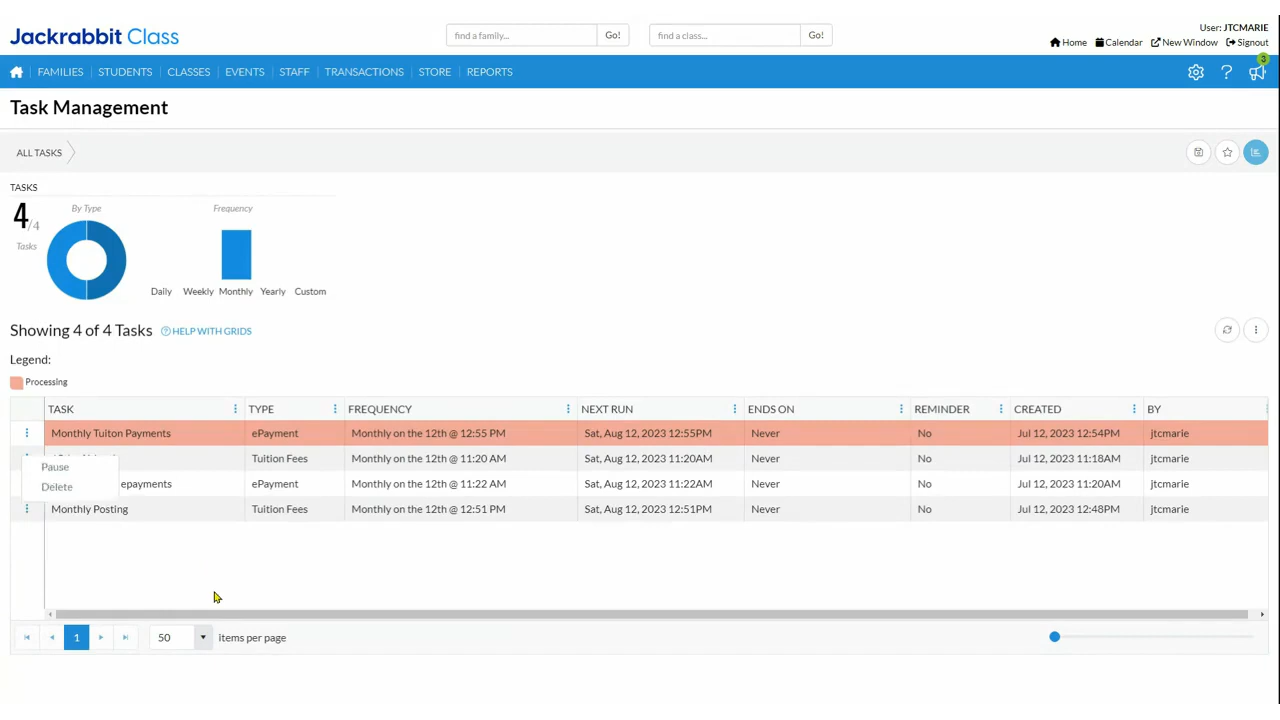 User: JTCMARIE
Jackrabbit Class
find a family... Go! find a class... Go!
Home Calendar New Window Signout
FAMILIES STUDENTS CLASSES EVENTS STAFF TRANSACTIONS STORE REPORTS
3
Task Management
ALL TASKS
TASKS
4/4
Tasks
By Type
Frequency
Daily Weekly Monthly Yearly Custom
Showing 4 of 4 Tasks HELP WITH GRIDS
Legend:
Processing
TASK TYPE FREQUENCY NEXT RUN ENDS ON REMINDER CREATED BY
Monthly Tuiton Payments ePayment Monthly on the 12th @ 12:55 PM Sat, Aug 12, 2023 12:55PM Never No Jul 12, 2023 12:54PM jtcmarie
Tuition Fees Monthly on the 12th @ 11:20 AM Sat, Aug 12, 2023 11:20AM Never No Jul 12, 2023 11:18AM jtcmarie
Pause
epayments ePayment Monthly on the 12th @ 11:22 AM Sat, Aug 12, 2023 11:22AM Never No Jul 12, 2023 11:20AM jtcmarie
Delete
Monthly Posting Tuition Fees Monthly on the 12th @ 12:51 PM Sat, Aug 12, 2023 12:51PM Never No Jul 12, 2023 12:48PM jtcmarie
1 50 items per page